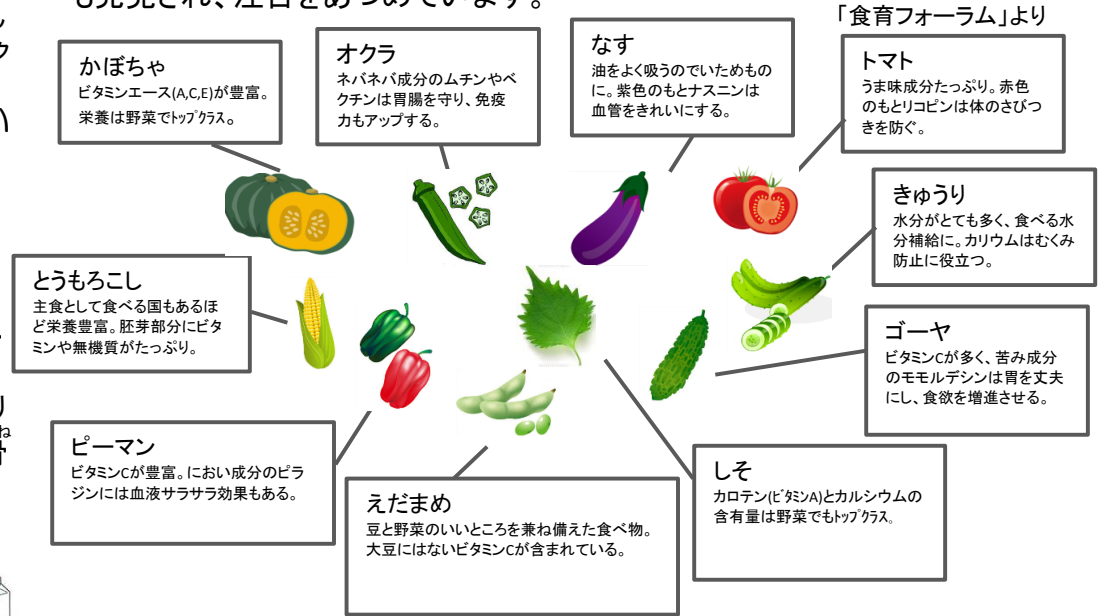 も発見され、注目をあつめています。
「食育フォーラム」より
かぼちゃ
ビタミンエース(A,C,E)が豊富。
栄養は野菜でﾄｯﾌﾟｸﾗｽ。
オクラ
ネバネバ成分のムチンやペ
クチンは胃腸を守り、免疫
力もアップする。
なす
油をよく吸うのでいためもの
に。紫色のもとナスニンは
血管をきれいにする。
トマト
うま味成分たっぷり。赤色
のもとリコピンは体のさびつ
きを防ぐ。
きゅうり
水分がとても多く、食べる水
分補給に。カリウムはむくみ
防止に役立つ。
とうもろこし
主食として食べる国もあるほ
ど栄養豊富。胚芽部分にビタ
ミンや無機質がたっぷり。
ゴーヤ
ビタミンCが多く、苦み成分
のモモルデシンは胃を丈夫
にし、食欲を増進させる。
ピーマン
ビタミンCが豊富。におい成分のピラ
ジンには血液サラサラ効果もある。
えだまめ
豆と野菜のいいところを兼ね備えた食べ物。
大豆にはないビタミンCが含まれている。
しそ
カロテン(ﾋﾞﾀﾐﾝA)とカルシウムの
含有量は野菜でもﾄｯﾌﾟｸﾗｽ。